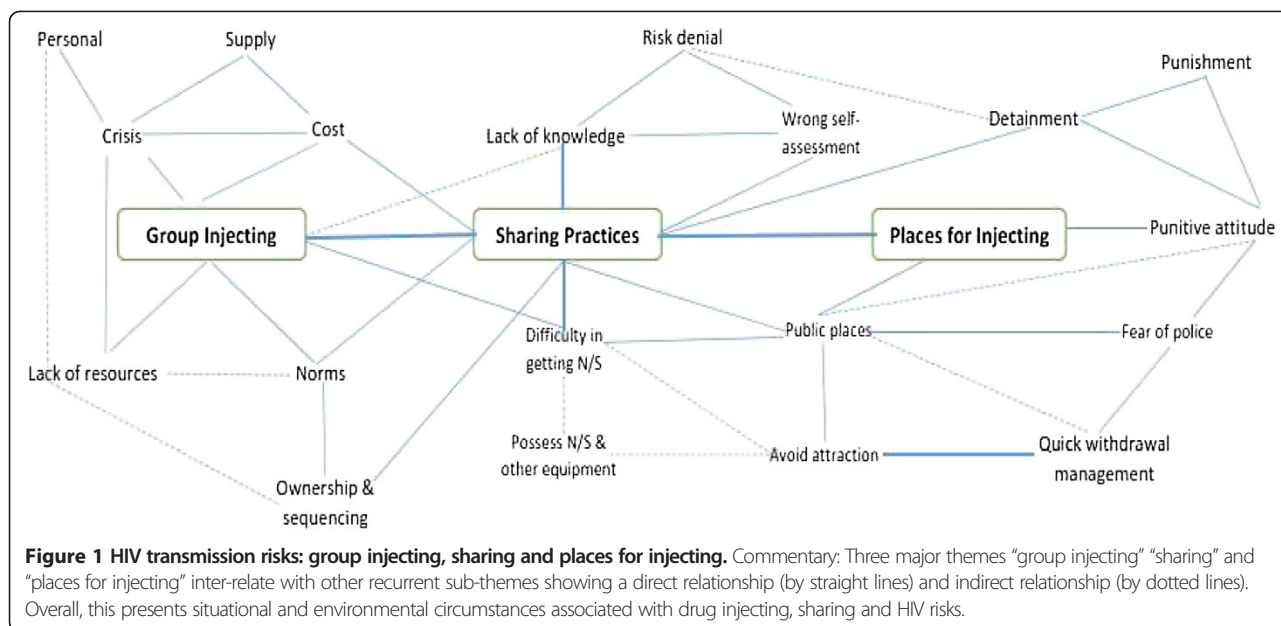 Personal
Supply
Risk denial
Punishment
Crisis
Cost
Lack of knowledge
Wrong self-
assessment
Detainment
Group Injecting
Sharing Practices
Places for Injecting
Punitive attitude
Difficulty in
getting N/S
Public places
Fear of police
Lack of resources
Norms
Possess N/S &
other equipment
Avoid attraction
Quick withdrawal
management
Ownership &
sequencing
Figure 1 HIV transmission risks: group injecting, sharing and places for injecting. Commentary: Three major themes “group injecting” “sharing” and
“places for injecting” inter-relate with other recurrent sub-themes showing a direct relationship (by straight lines) and indirect relationship (by dotted lines).
Overall, this presents situational and environmental circumstances associated with drug injecting, sharing and HIV risks.